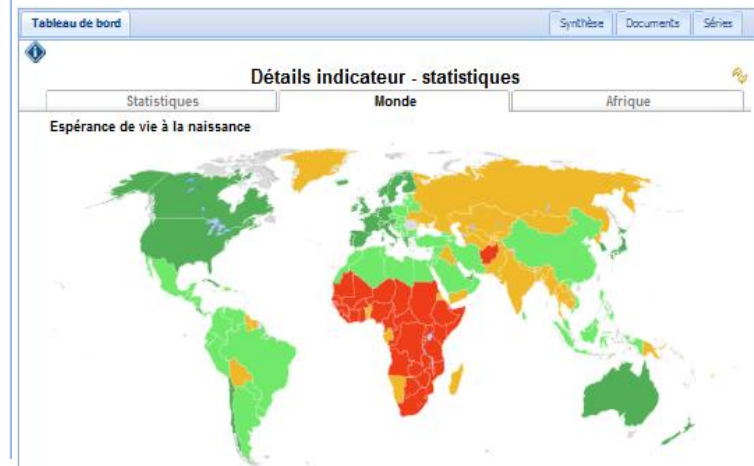 Tableau de bord
Synthèse Documents Séries
Détails indicateur - statistiques
Statistiques Monde Afrique
Espérance de vie à la naissance